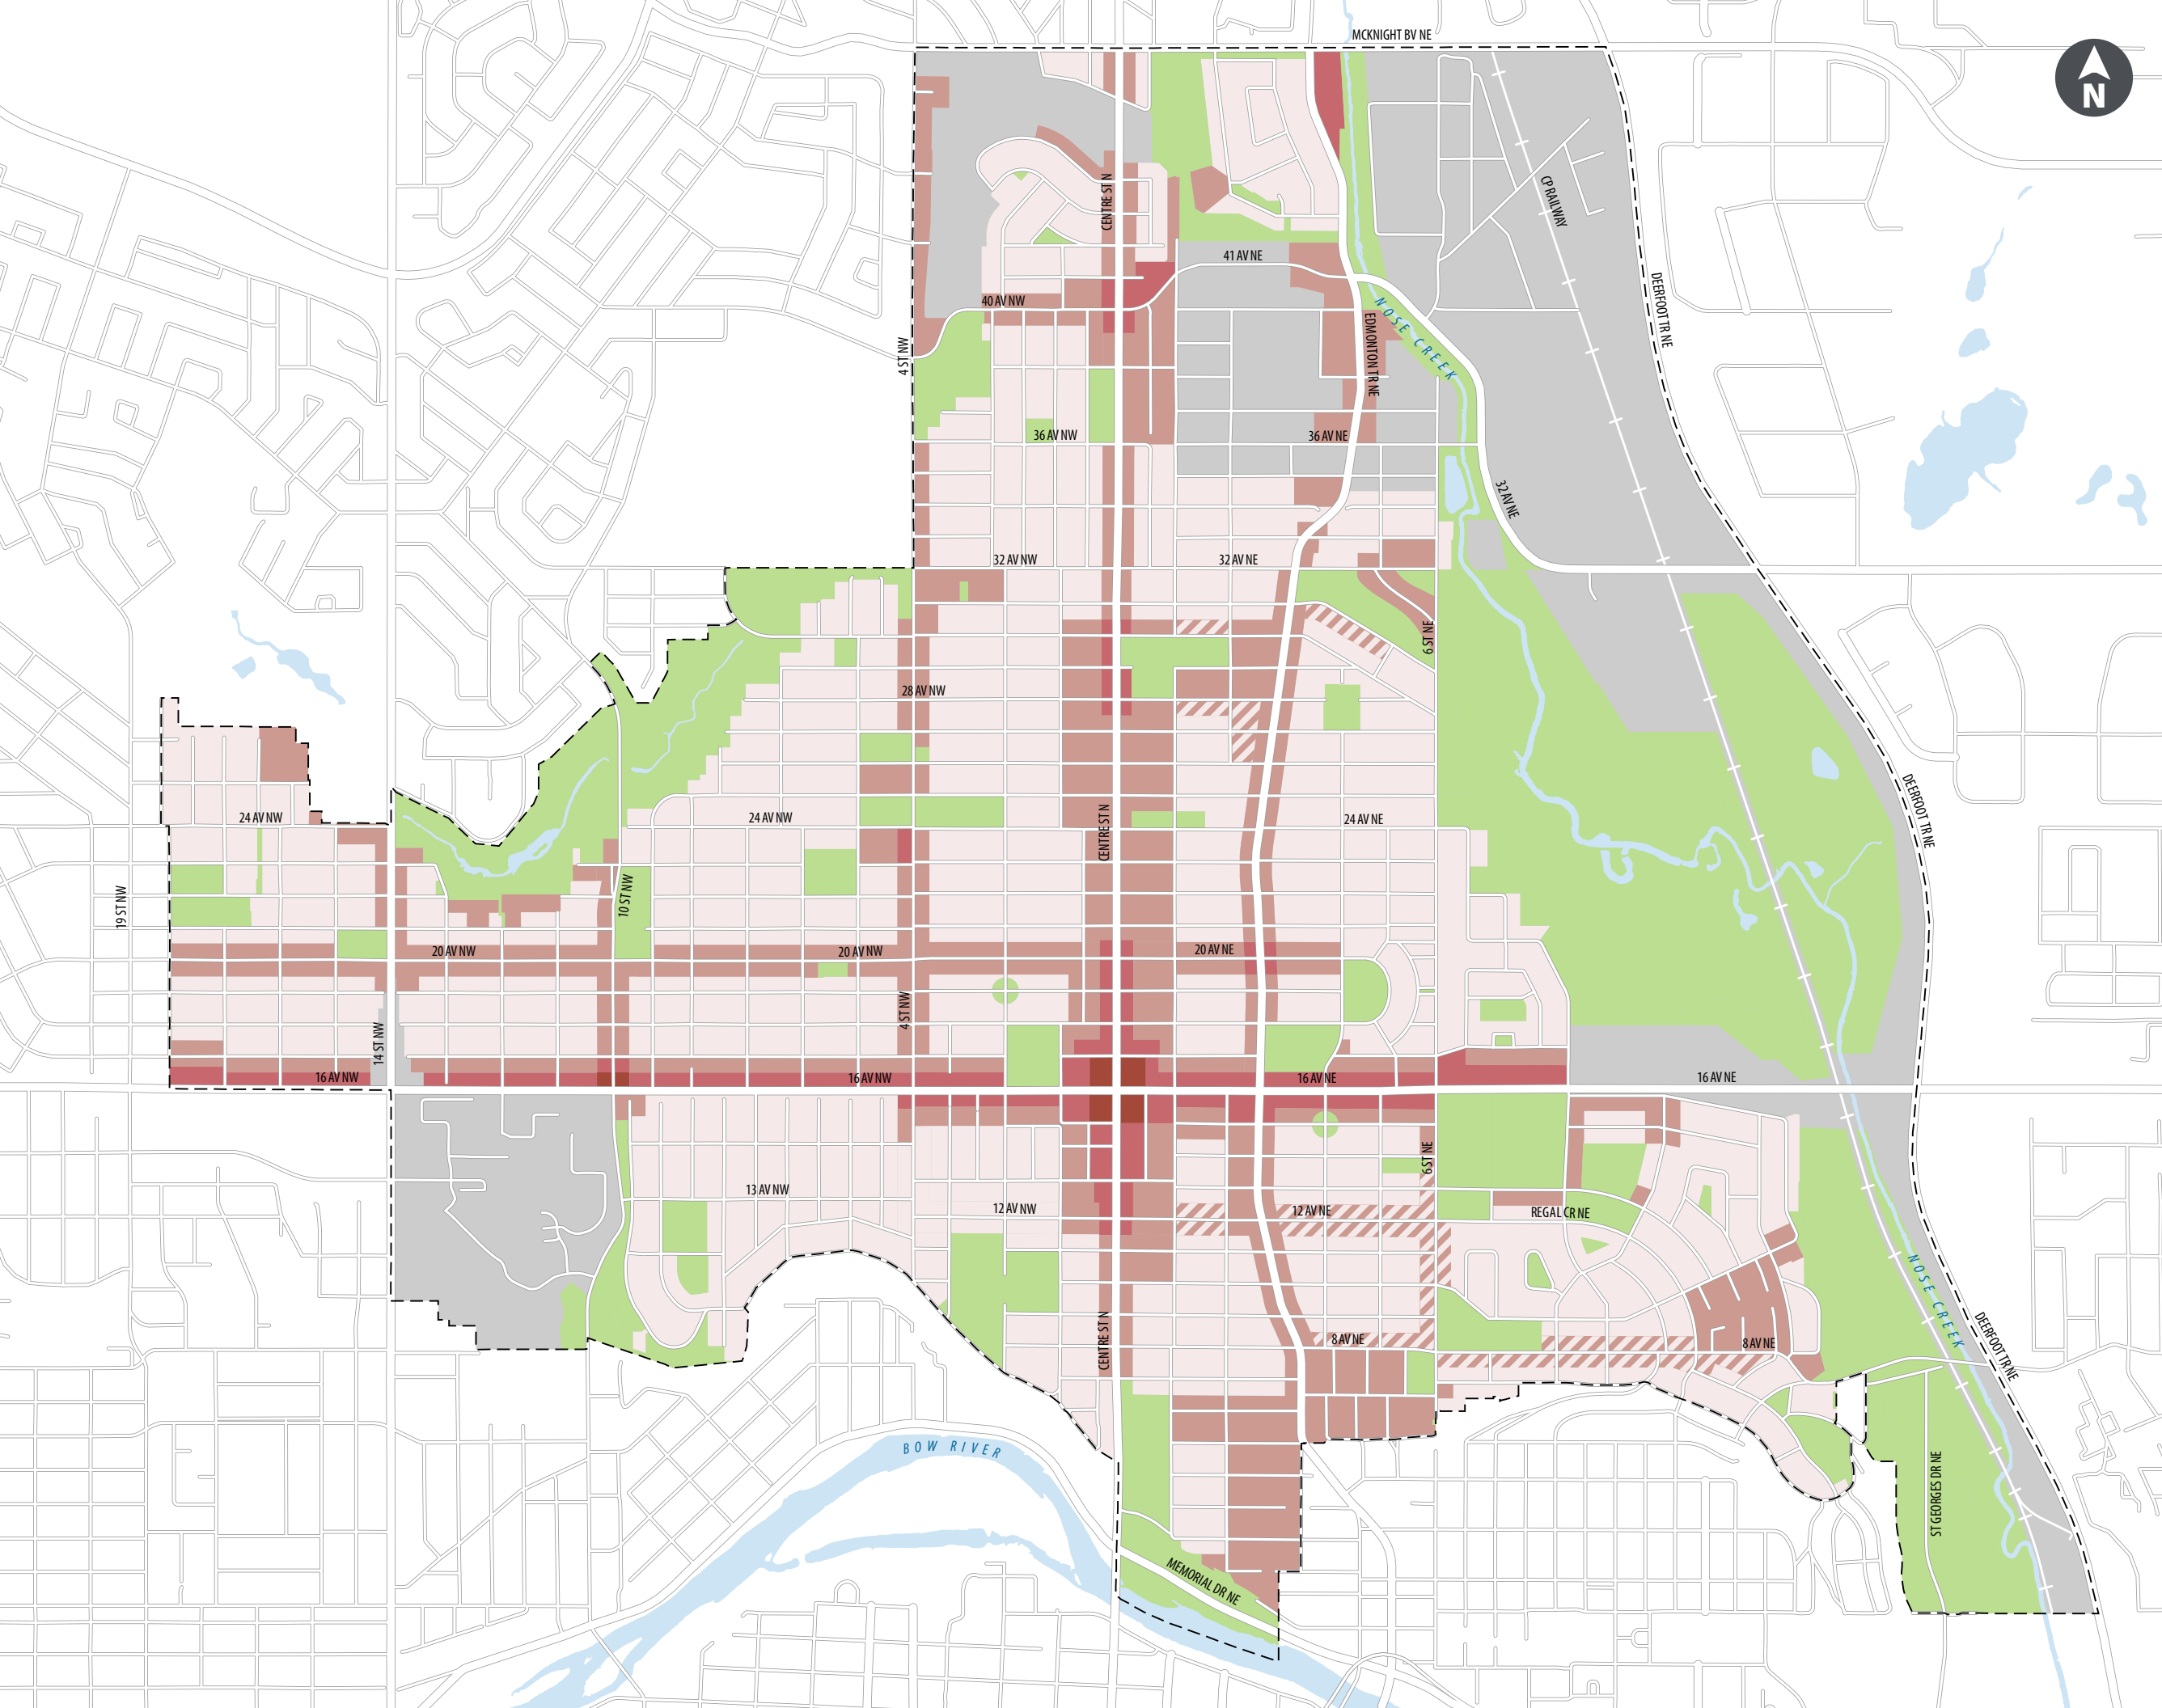 MCKNIGHT BV NE
N
CENTRE ST N
CP RAILWAY
41 AV NE
DEERFOOT TR NE
40 AV NW
NOSE CREEK
4 ST NW
EDMONTON TR NE
36 AV NW
36 AV NE
32 AV NE
32 AV NW
32 AV NE
6 ST NE
28 AV NW
24 AV NW
24 AV NW
CENTRE ST N
24 AV NE
DEERFOOT TR NE
19 ST NW
10 ST NW
20 AV NW
20 AV NW
20 AV NE
4 ST NW
14 ST NW
16 AV NW
16 AV NW
16 AV NE
16 AV NE
6 ST NE
13 AV NW
12 AV NW
12 AV NE
REGAL CR NE
NOSE CREEK
CENTRE ST N
8 AV NE
8 AV NE
DEERFOOT TR NE
BOW RIVER
ST GEORGES DR NE
MEMORIAL DR NE